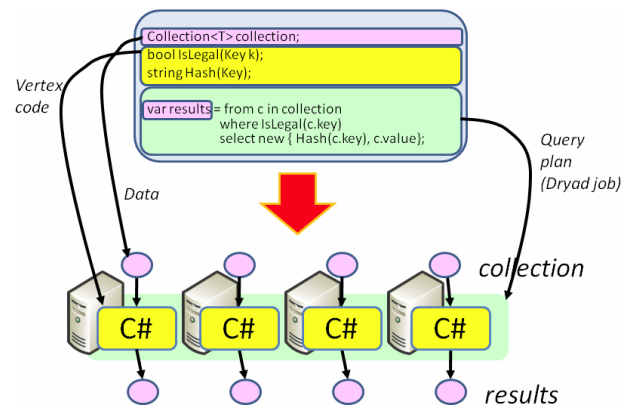 Collection<T> collection;
bool IsLegal(Key k);
string Hash(Key);
Vertex
code
var results = from c in collection
where IsLegal(c.key)
select new { Hash(c.key), c.value};
Query
plan
(Dryad job)
Data
collection
C#
C#
C#
C#
results